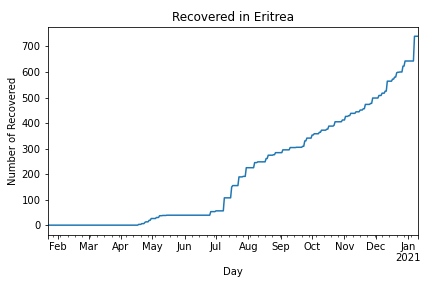 Recovered in Eritrea
Number of Recovered
700
600
500
400
300
200
100
0
Feb Mar Apr May Jun Jul Aug Sep Oct Nov Dec Jan
2021
Day